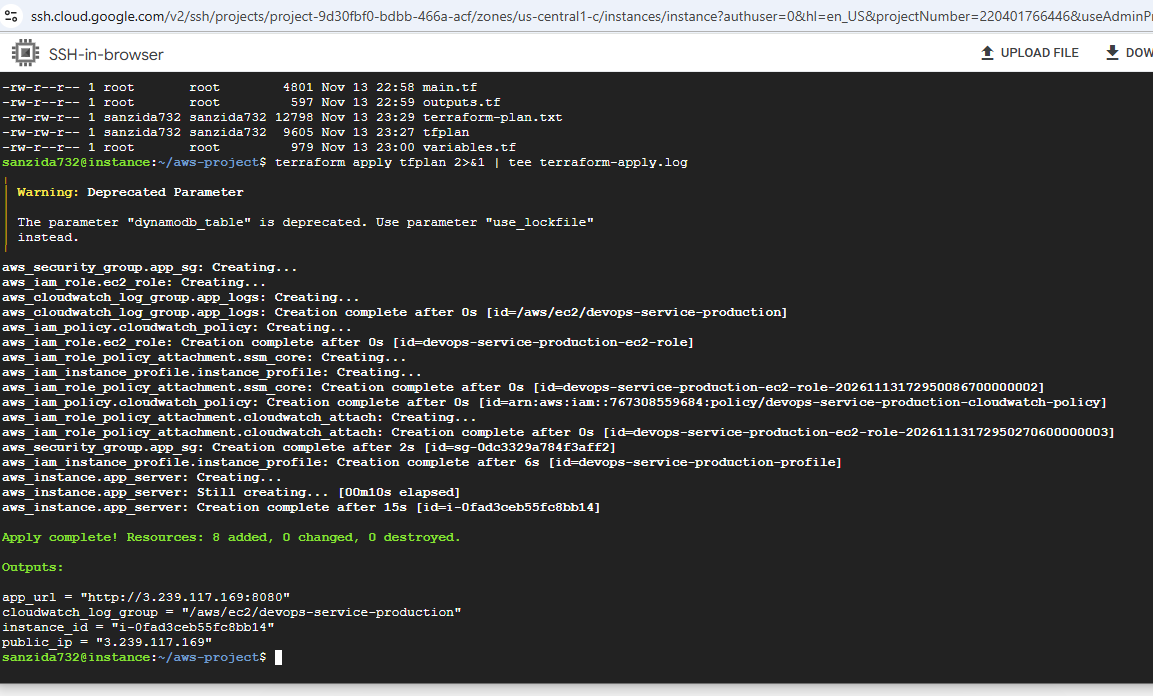 ssh.cloud.google.com/v2/ssh/projects/project-9d30fbf0-bdbb-466a-acf/zones/us-central1-c/instances/instance?authuser=0&hl=en_US&projectNumber=220401766446&useAdminPr
SSH-in-browser
UPLOAD FILE
DOW
-rw-r--r-- 1 root root 4801 Nov 13 22:58 main.tf
-rw-r--r-- 1 root root 597 Nov 13 22:59 outputs.tf
-rw-rw-r-- 1 sanzida732 sanzida732 12798 Nov 13 23:29 terraform-plan.txt
-rw-rw-r-- 1 sanzida732 sanzida732 9605 Nov 13 23:27 tfplan
-rw-r--r-- 1 root root 979 Nov 13 23:00 variables.tf
sanzida732@instance:~/aws-project$ terraform apply tfplan 2>&1 | tee terraform-apply.log
Warning: Deprecated Parameter
The parameter "dynamodb_table" is deprecated. Use parameter "use_lockfile"
instead.
aws_security_group.app_sg: Creating...
aws_iam_role.ec2_role: Creating...
aws_cloudwatch_log_group.app_logs: Creating...
aws_cloudwatch_log_group.app_logs: Creation complete after 0s [id=/aws/ec2/devops-service-production]
aws_iam_policy.cloudwatch_policy: Creating...
aws_iam_role.ec2_role: Creation complete after 0s [id=devops-service-production-ec2-role]
aws_iam_role_policy_attachment.ssm_core: Creating...
aws_iam_instance_profile.instance_profile: Creating...
aws_iam_role_policy_attachment.ssm_core: Creation complete after 0s [id=devops-service-production-ec2-role-20261113172950086700000002]
aws_iam_policy.cloudwatch_policy: Creation complete after 0s [id=arn:aws:iam::767308559684:policy/devops-service-production-cloudwatch-policy]
aws_iam_role_policy_attachment.cloudwatch_attach: Creating...
aws_iam_role_policy_attachment.cloudwatch_attach: Creation complete after 0s [id=devops-service-production-ec2-role-20261113172950270600000003]
aws_security_group.app_sg: Creation complete after 2s [id=sg-0dc3329a784f3aff2]
aws_iam_instance_profile.instance_profile: Creation complete after 6s [id=devops-service-production-profile]
aws_instance.app_server: Creating...
aws_instance.app_server: Still creating... [00m10s elapsed]
aws_instance.app_server: Creation complete after 15s [id=i-0fad3ceb55fc8bb14]
Apply complete! Resources: 8 added, 0 changed, 0 destroyed.
Outputs:
app_url = "http://3.239.117.169:8080"
cloudwatch_log_group = "/aws/ec2/devops-service-production"
instance_id = "i-0fad3ceb55fc8bb14"
public_ip = "3.239.117.169"
sanzida732@instance:~/aws-project$